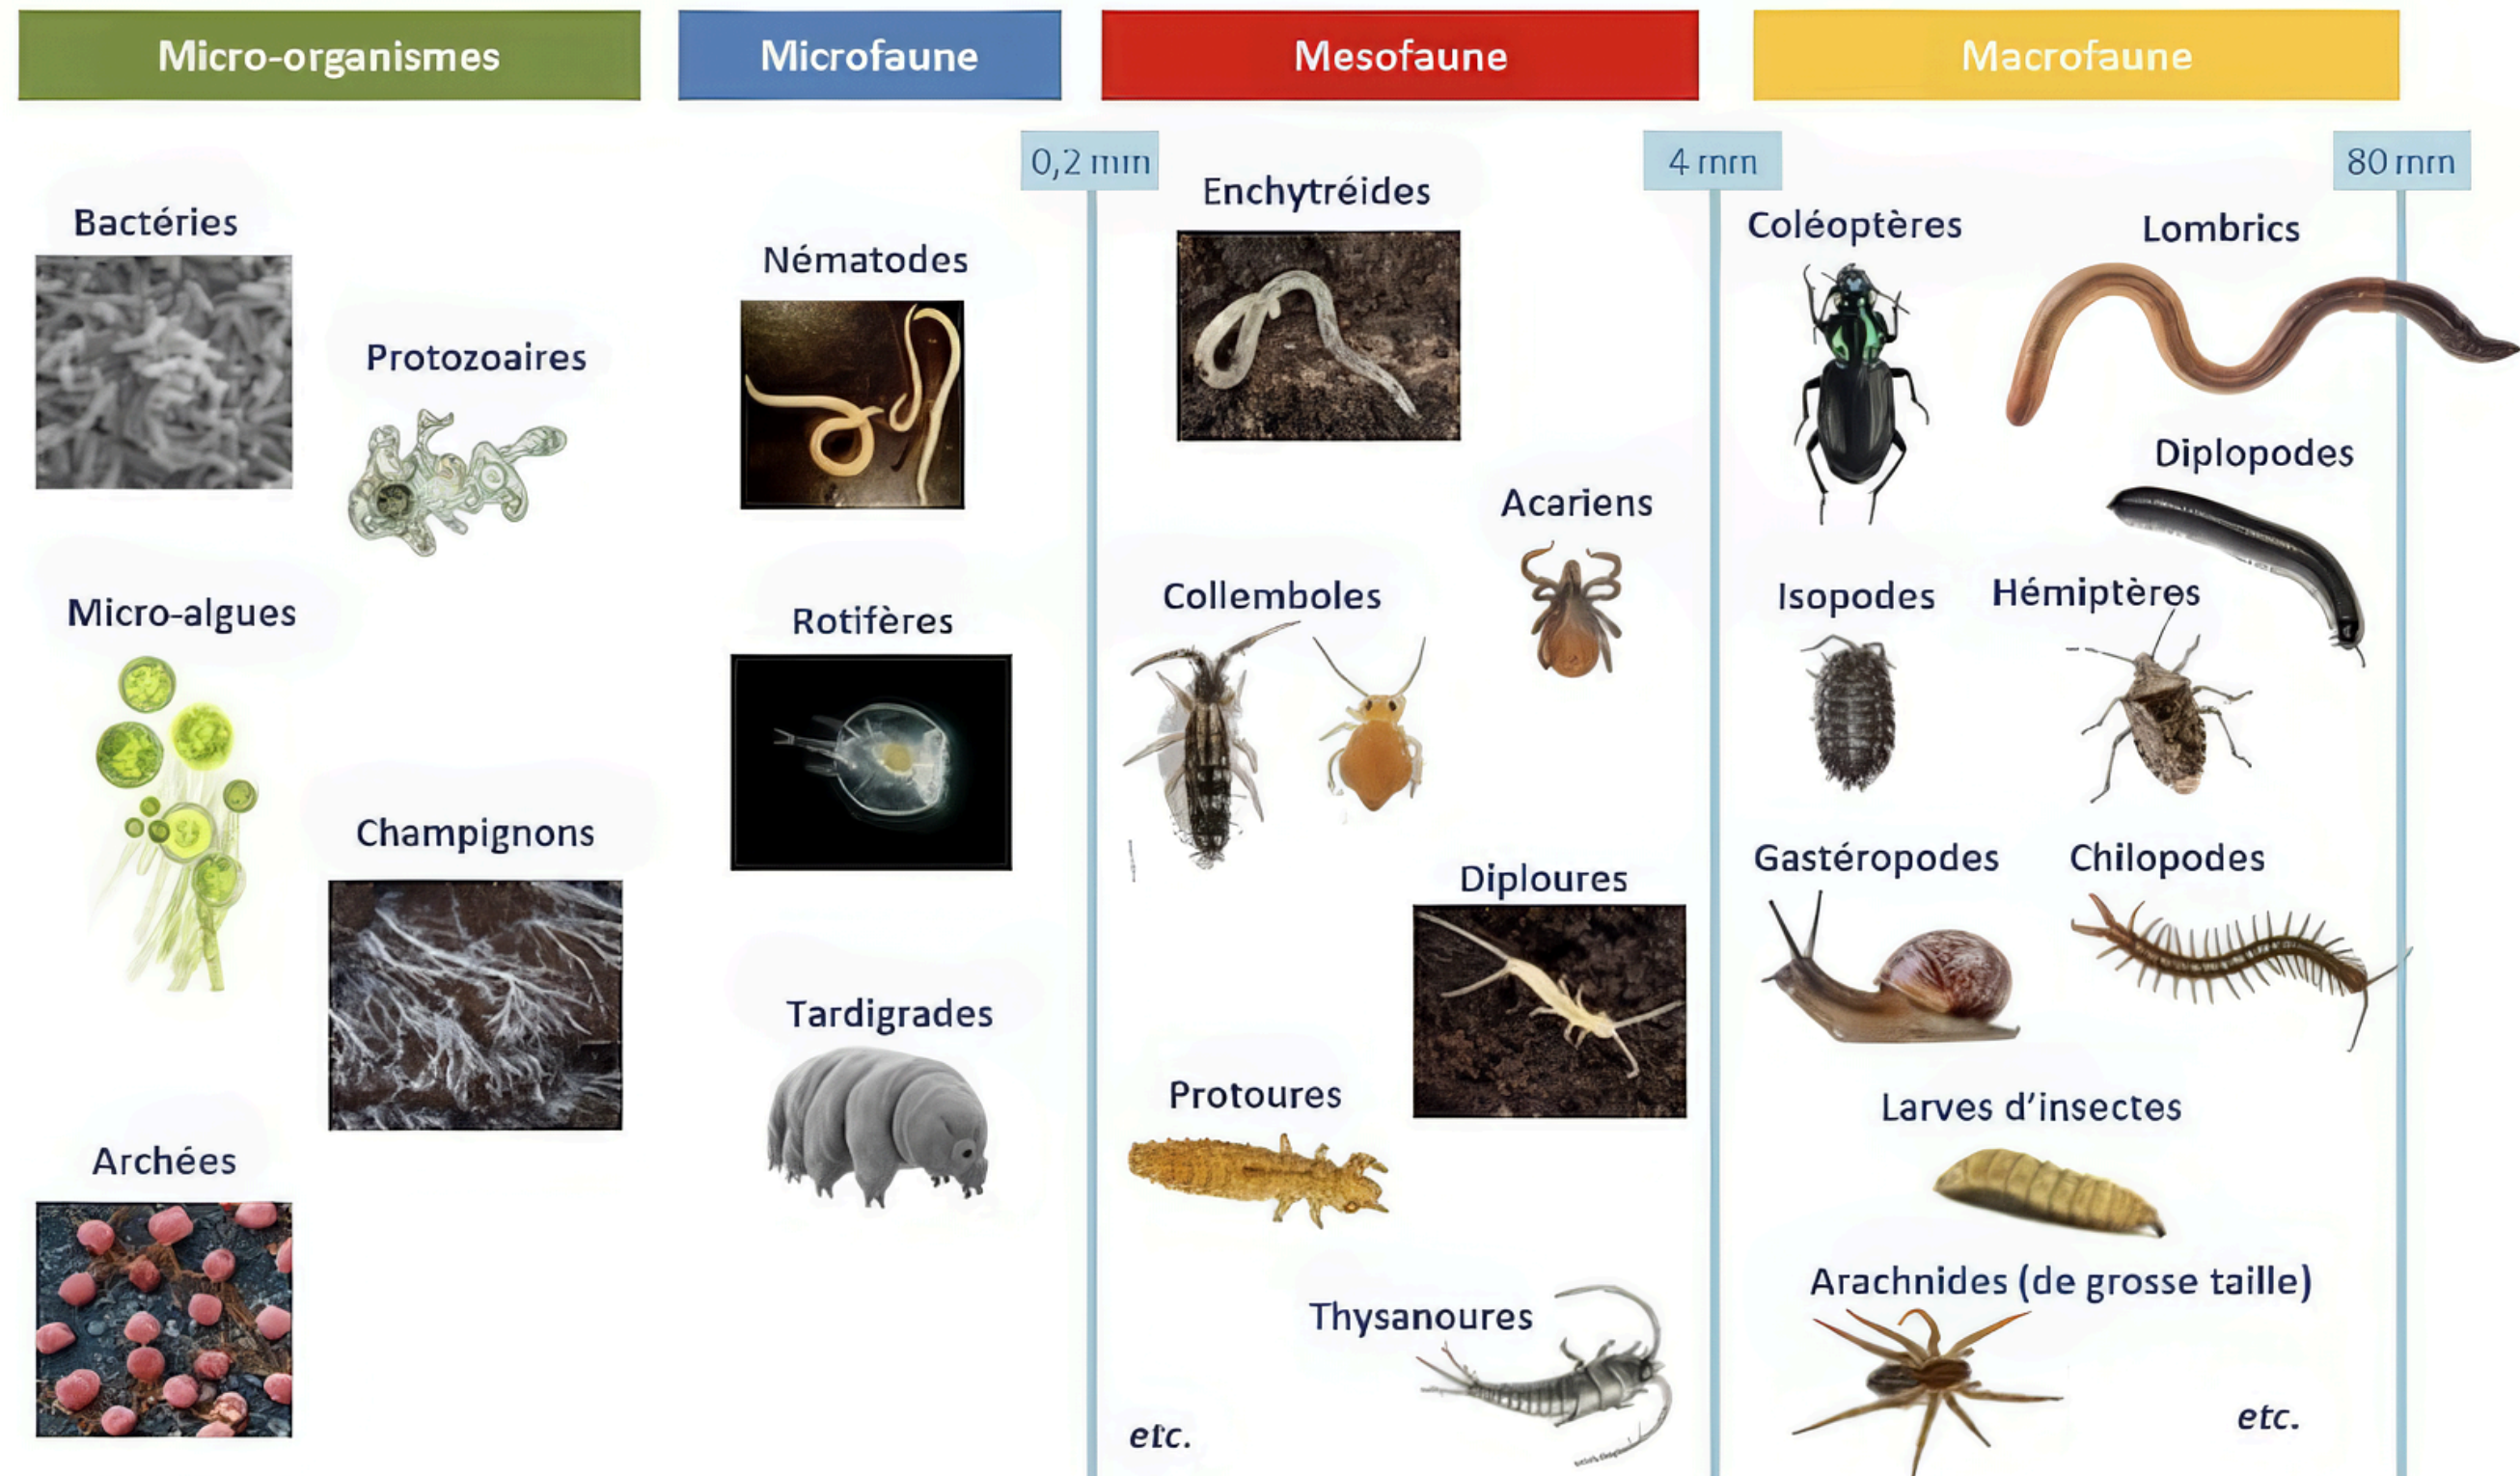 Micro-organismes
Microfaune
Mesofaune
Macrofaune
0,2 mm
4 mm
80 mm
Bactéries
Protozoaires
Micro-algues
Champignons
Archées
Nématodes
Rotifères
Tardigrades
Enchytréides
Acariens
Collemboles
Diploures
Protoures
Thysanoures
etc.
Coléoptères
Lombrics
Diplopodes
Isopodes
Hémiptères
Gastéropodes
Chilopodes
Larves d’insectes
Arachnides (de grosse taille)
etc.